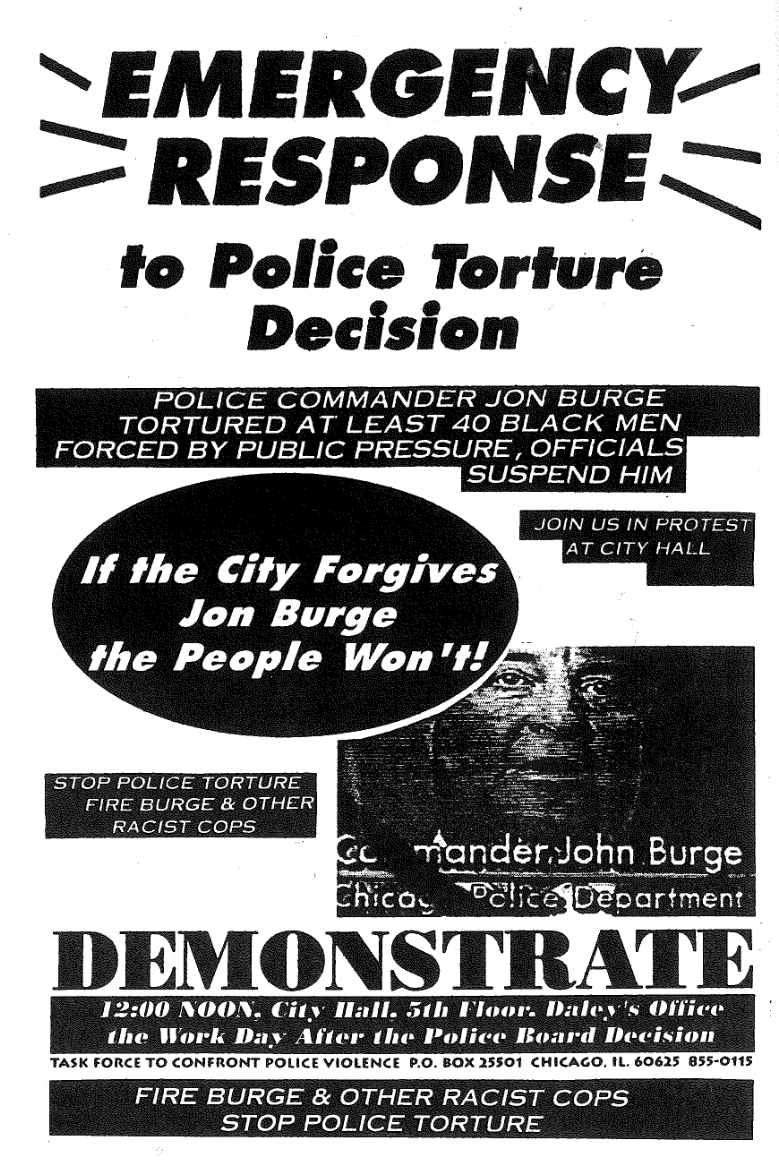 EMERGENCY
RESPONSE
to Police Torture
Decision
POLICE COMMANDER JON BURGE
TORTURED AT LEAST 40 BLACK MEN
FORCED BY PUBLIC PRESSURE, OFFICIALS
SUSPEND HIM
JOIN US IN PROTEST
AT CITY HALL
If the City Forgives
Jon Burge
the People Won't!
STOP POLICE TORTURE
FIRE BURGE & OTHER
RACIST COPS
Commander John Burge
Chicago Police Department
DEMONSTRATE
12:00 NOON, City Hall, 5th Floor, Daley's Office
the Work Day After the Police Board Decision
TASK FORCE TO CONFRONT POLICE VIOLENCE P.O. BOX 25501 CHICAGO, IL. 60625 855-0115
FIRE BURGE & OTHER RACIST COPS
STOP POLICE TORTURE